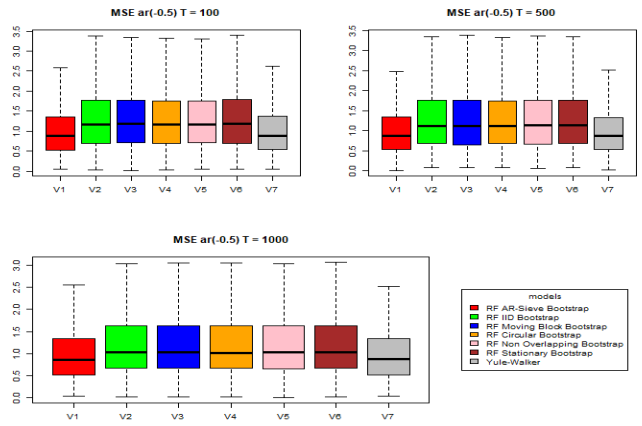 MSE ar(-0.5) T = 100
3.5
3.0
2.5
2.0
1.5
1.0
0.5
0.0
V1 V2 V3 V4 V5 V6 V7
MSE ar(-0.5) T = 500
3.5
3.0
2.5
2.0
1.5
1.0
0.5
0.0
V1 V2 V3 V4 V5 V6 V7
MSE ar(-0.5) T = 1000
3.0
2.5
2.0
1.5
1.0
0.5
0.0
V1 V2 V3 V4 V5 V6 V7
models
RF AR-Sieve Bootstrap
RF IID Bootstrap
RF Moving Block Bootstrap
RF Circular Bootstrap
RF Non Overlapping Bootstrap
RF Stationary Bootstrap
Yule-Walker